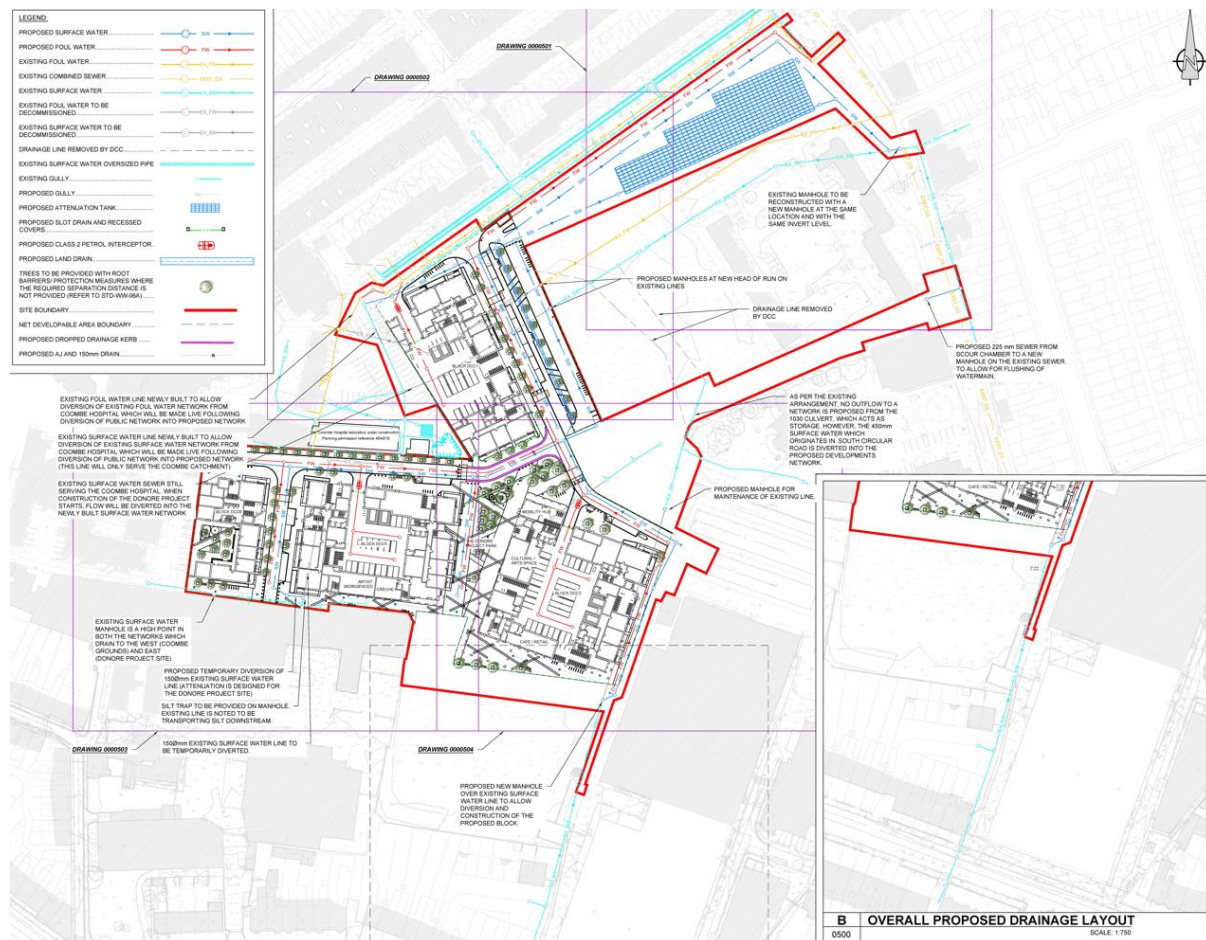 LEGEND:
PROPOSED SURFACE WATER
SW
PROPOSED FOUL WATER
FW
EXISTING FOUL WATER
EX_FW
EXISTING COMBINED SEWER
EXIST_CS
EXISTING SURFACE WATER
EX_SW
EXISTING FOUL WATER TO BE
DECOMMISSIONED
EX_FW
EXISTING SURFACE WATER TO BE
DECOMMISSIONED
EX_SW
DRAINAGE LINE REMOVED BY DCC
EXISTING SURFACE WATER OVERSIZED PIPE
EXISTING GULLY
PROPOSED GULLY
PROPOSED ATTENUATION TANK
PROPOSED SLOT DRAIN AND RECESSED
COVERS
PROPOSED CLASS 2 PETROL INTERCEPTOR
PROPOSED LAND DRAIN
TREES TO BE PROVIDED WITH ROOT
BARRIERS/ PROTECTION MEASURES WHERE
THE REQUIRED SEPARATION DISTANCE IS
NOT PROVIDED (REFER TO STD-WW-06A)
SITE BOUNDARY
NET DEVELOPABLE AREA BOUNDARY
PROPOSED DROPPED DRAINAGE KERB
PROPOSED AJ AND 150mm DRAIN
DRAWING 0000501
DRAWING 0000502
N
EXISTING MANHOLE TO BE
RECONSTRUCTED WITH A
NEW MANHOLE AT THE SAME
LOCATION AND WITH THE
SAME INVERT LEVEL.
PROPOSED MANHOLES AT NEW HEAD OF RUN ON
EXISTING LINES
DRAINAGE LINE REMOVED
BY DCC
PROPOSED 225 mm SEWER FROM
SCOUR CHAMBER TO A NEW
MANHOLE ON THE EXISTING SEWER
TO ALLOW FOR FLUSHING OF
WATERMAIN.
AS PER THE EXISTING
ARRANGEMENT, NO OUTFLOW TO A
NETWORK IS PROPOSED FROM THE
1030 CULVERT, WHICH ACTS AS
STORAGE. HOWEVER, THE 450mm
SURFACE WATER WHICH
ORIGINATES IN SOUTH CIRCULAR
ROAD IS DIVERTED INTO THE
PROPOSED DEVELOPMENTS
NETWORK.
PROPOSED MANHOLE FOR
MAINTENANCE OF EXISTING LINE.
EXISTING FOUL WATER LINE NEWLY BUILT TO ALLOW
DIVERSION OF EXISTING FOUL WATER NETWORK FROM
COOMBE HOSPITAL WHICH WILL BE MADE LIVE FOLLOWING
DIVERSION OF PUBLIC NETWORK INTO PROPOSED NETWORK
EXISTING SURFACE WATER LINE NEWLY BUILT TO ALLOW
DIVERSION OF EXISTING SURFACE WATER NETWORK FROM
COOMBE HOSPITAL WHICH WILL BE MADE LIVE FOLLOWING
DIVERSION OF PUBLIC NETWORK INTO PROPOSED NETWORK
(THIS LINE WILL ONLY SERVE THE COOMBE CATCHMENT)
EXISTING SURFACE WATER SEWER STILL
SERVING THE COOMBE HOSPITAL. WHEN
CONSTRUCTION OF THE DONORE PROJECT
STARTS, FLOW WILL BE DIVERTED INTO THE
NEWLY BUILT SURFACE WATER NETWORK
MOBILITY HUB
CULTURAL /
ARTS SPACE
ARTIST
WORKSPACES
CRECHE
CAFE / RETAIL
EXISTING SURFACE WATER
MANHOLE IS A HIGH POINT IN
BOTH THE NETWORKS WHICH
DRAIN TO THE WEST (COOMBE
GROUNDS) AND EAST
(DONORE PROJECT SITE)
PROPOSED TEMPORARY DIVERSION OF
150Ømm EXISTING SURFACE WATER
LINE (ATTENUATION IS DESIGNED FOR
THE DONORE PROJECT SITE)
SILT TRAP TO BE PROVIDED ON MANHOLE.
EXISTING LINE IS NOTED TO BE
TRANSPORTING SILT DOWNSTREAM.
150Ømm EXISTING SURFACE WATER LINE TO
BE TEMPORARILY DIVERTED.
DRAWING 0000503
DRAWING 0000504
PROPOSED NEW MANHOLE
OVER EXISTING SURFACE
WATER LINE TO ALLOW
DIVERSION AND
CONSTRUCTION OF THE
PROPOSED BLOCK
CAFE / RETAIL
B OVERALL PROPOSED DRAINAGE LAYOUT
0500 SCALE: 1:750